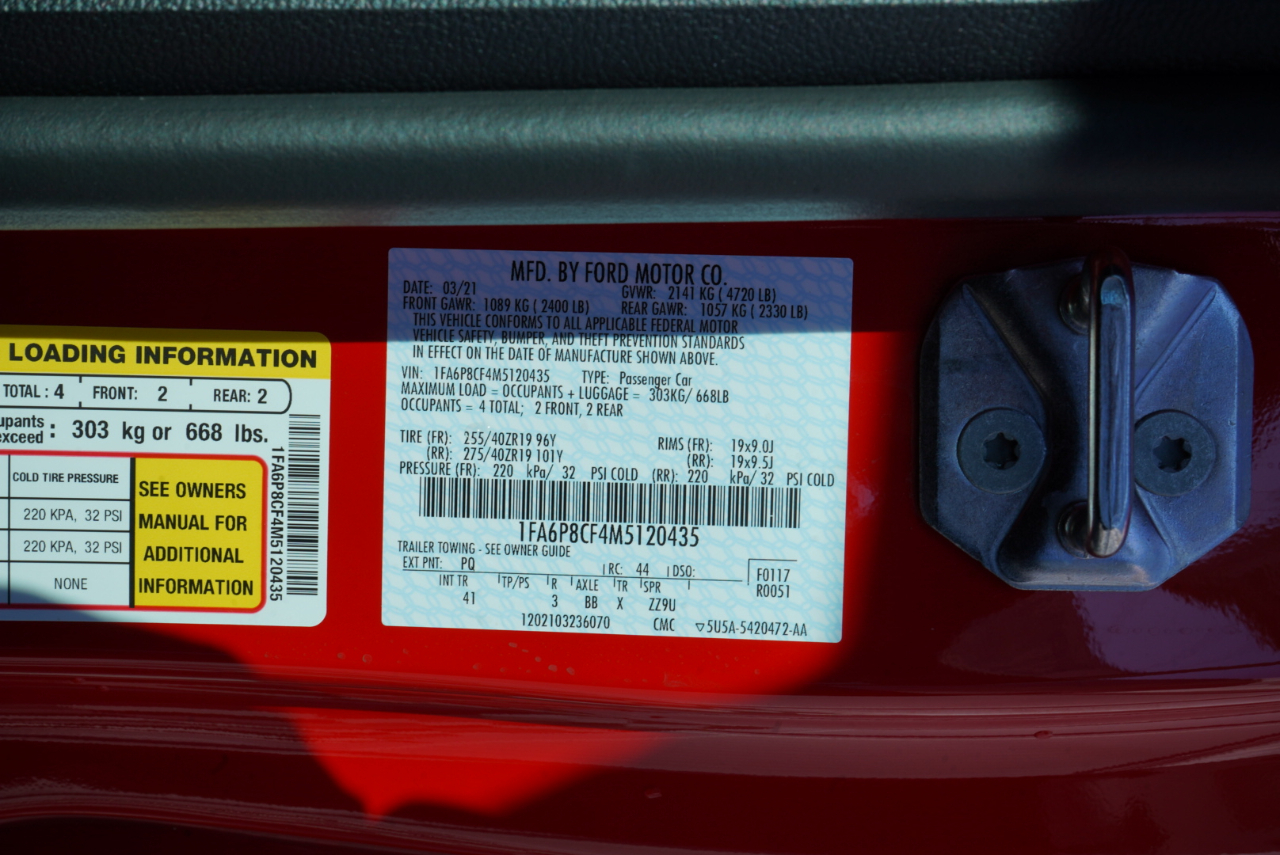 LOADING INFORMATION
TOTAL : 4 FRONT: 2 REAR: 2
upants
exceed : 303 kg or 668 lbs.
COLD TIRE PRESSURE
220 KPA, 32 PSI
220 KPA, 32 PSI
NONE
SEE OWNERS
MANUAL FOR
ADDITIONAL
INFORMATION
1FA6P8CF4M5120435
MFD. BY FORD MOTOR CO.
DATE: 03/21 GVWR: 2141 KG ( 4720 LB)
FRONT GAWR: 1089 KG ( 2400 LB) REAR GAWR: 1057 KG ( 2330 LB)
THIS VEHICLE CONFORMS TO ALL APPLICABLE FEDERAL MOTOR
VEHICLE SAFETY, BUMPER, AND THEFT PREVENTION STANDARDS
IN EFFECT ON THE DATE OF MANUFACTURE SHOWN ABOVE.
VIN: 1FA6P8CF4M5120435 TYPE: Passenger Car
MAXIMUM LOAD = OCCUPANTS + LUGGAGE = 303KG/ 668LB
OCCUPANTS = 4 TOTAL; 2 FRONT, 2 REAR
TIRE (FR): 255/40ZR19 96Y RIMS (FR): 19x9.0J
(RR): 275/40ZR19 101Y (RR): 19x9.5J
PRESSURE (FR): 220 kPa/ 32 PSI COLD (RR): 220 kPa/ 32 PSI COLD
1FA6P8CF4M5120435
TRAILER TOWING - SEE OWNER GUIDE
EXT PNT: PQ RC: 44 DSO: F0117
R0051
INT TR TP/PS R AXLE TR SPR
41 3 BB X ZZ9U
1202103236070 CMC ▽5U5A-5420472-AA